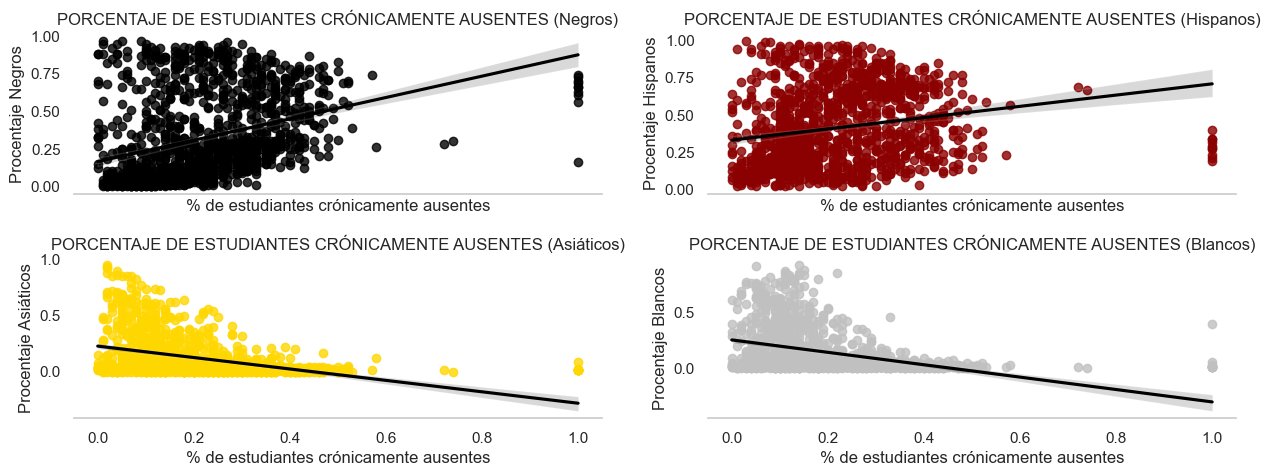 PORCENTAJE DE ESTUDIANTES CRÓNICAMENTE AUSENTES (Negros)
1.00
0.75
0.50
0.25
0.00
Procentaje Negros
% de estudiantes crónicamente ausentes
PORCENTAJE DE ESTUDIANTES CRÓNICAMENTE AUSENTES (Hispanos)
1.00
0.75
0.50
0.25
0.00
Procentaje Hispanos
% de estudiantes crónicamente ausentes
PORCENTAJE DE ESTUDIANTES CRÓNICAMENTE AUSENTES (Asiáticos)
1.0
0.5
0.0
Procentaje Asiáticos
0.0 0.2 0.4 0.6 0.8 1.0
% de estudiantes crónicamente ausentes
PORCENTAJE DE ESTUDIANTES CRÓNICAMENTE AUSENTES (Blancos)
0.5
0.0
Procentaje Blancos
0.0 0.2 0.4 0.6 0.8 1.0
% de estudiantes crónicamente ausentes